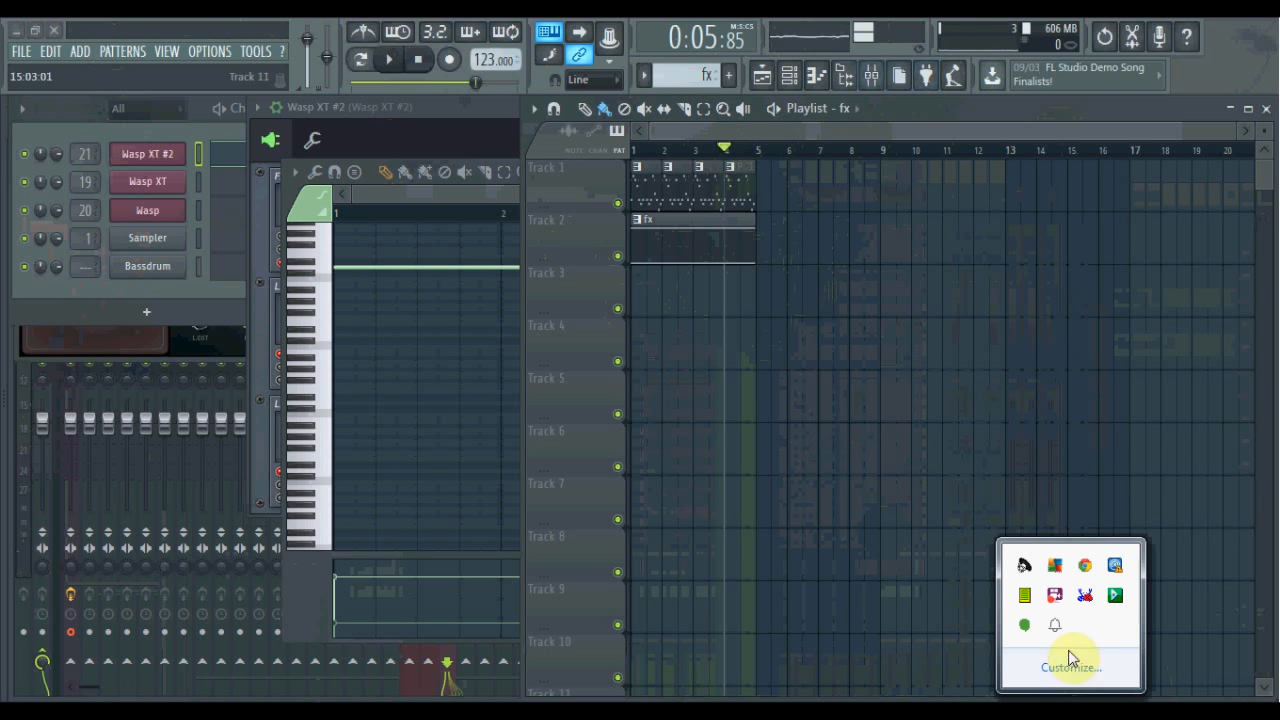 FILE EDIT ADD PATTERNS VIEW OPTIONS TOOLS ?
15:03:01 Track 11
3.2
123.000
Line
0:05:85
M:S:CS
fx
3
606 MB
0
09/03 FL Studio Demo Song
Finalists!
All
Ch
Wasp XT #2 (Wasp XT #2)
Playlist - fx
21 Wasp XT #2
19 Wasp XT
20 Wasp
1 Sampler
--- Bassdrum
+
1 2
NOTE CHAN PAT
1 2 3 4 5 6 7 8 9 10 11 12 13 14 15 16 17 18 19 20
Track 1
Track 2
fx
Track 3
Track 4
Track 5
Track 6
Track 7
Track 8
Track 9
Track 10
Customize...